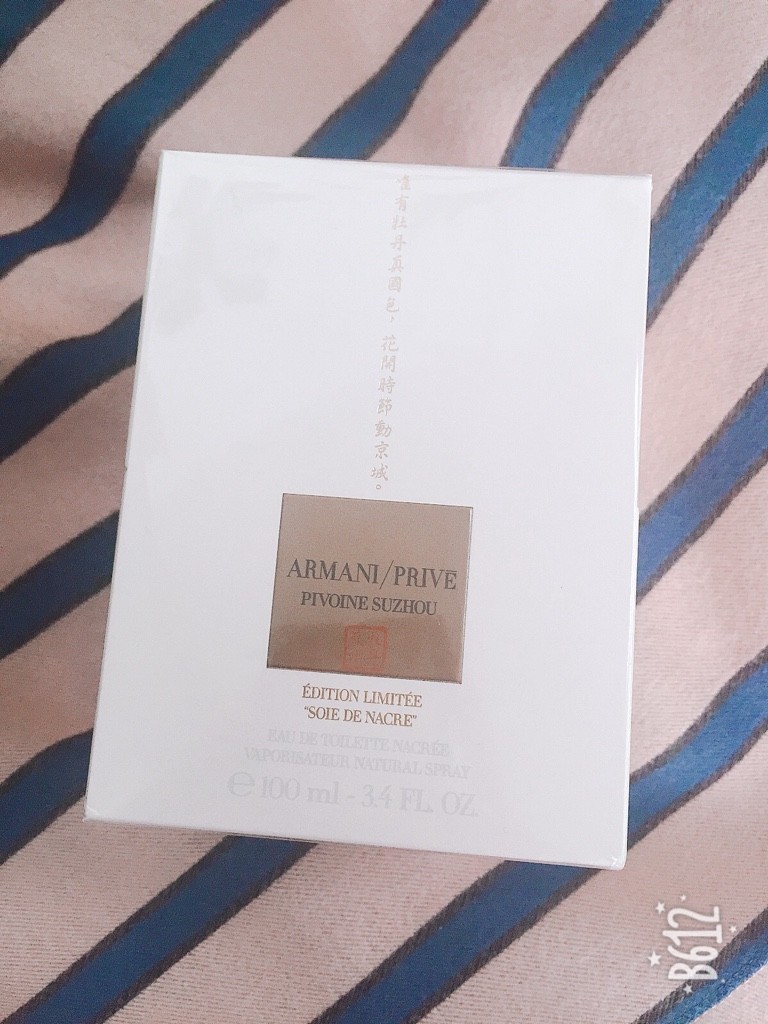 唯有牡丹真國色，花開時節動京城。
ARMANI/PRIVĒ
PIVOINE SUZHOU
ÉDITION LIMITÉE
"SOIE DE NACRE"
EAU DE TOILETTE NACRÉE
VAPORISATEUR NATURAL SPRAY
℮ 100 ml - 3.4 FL. OZ.
B612